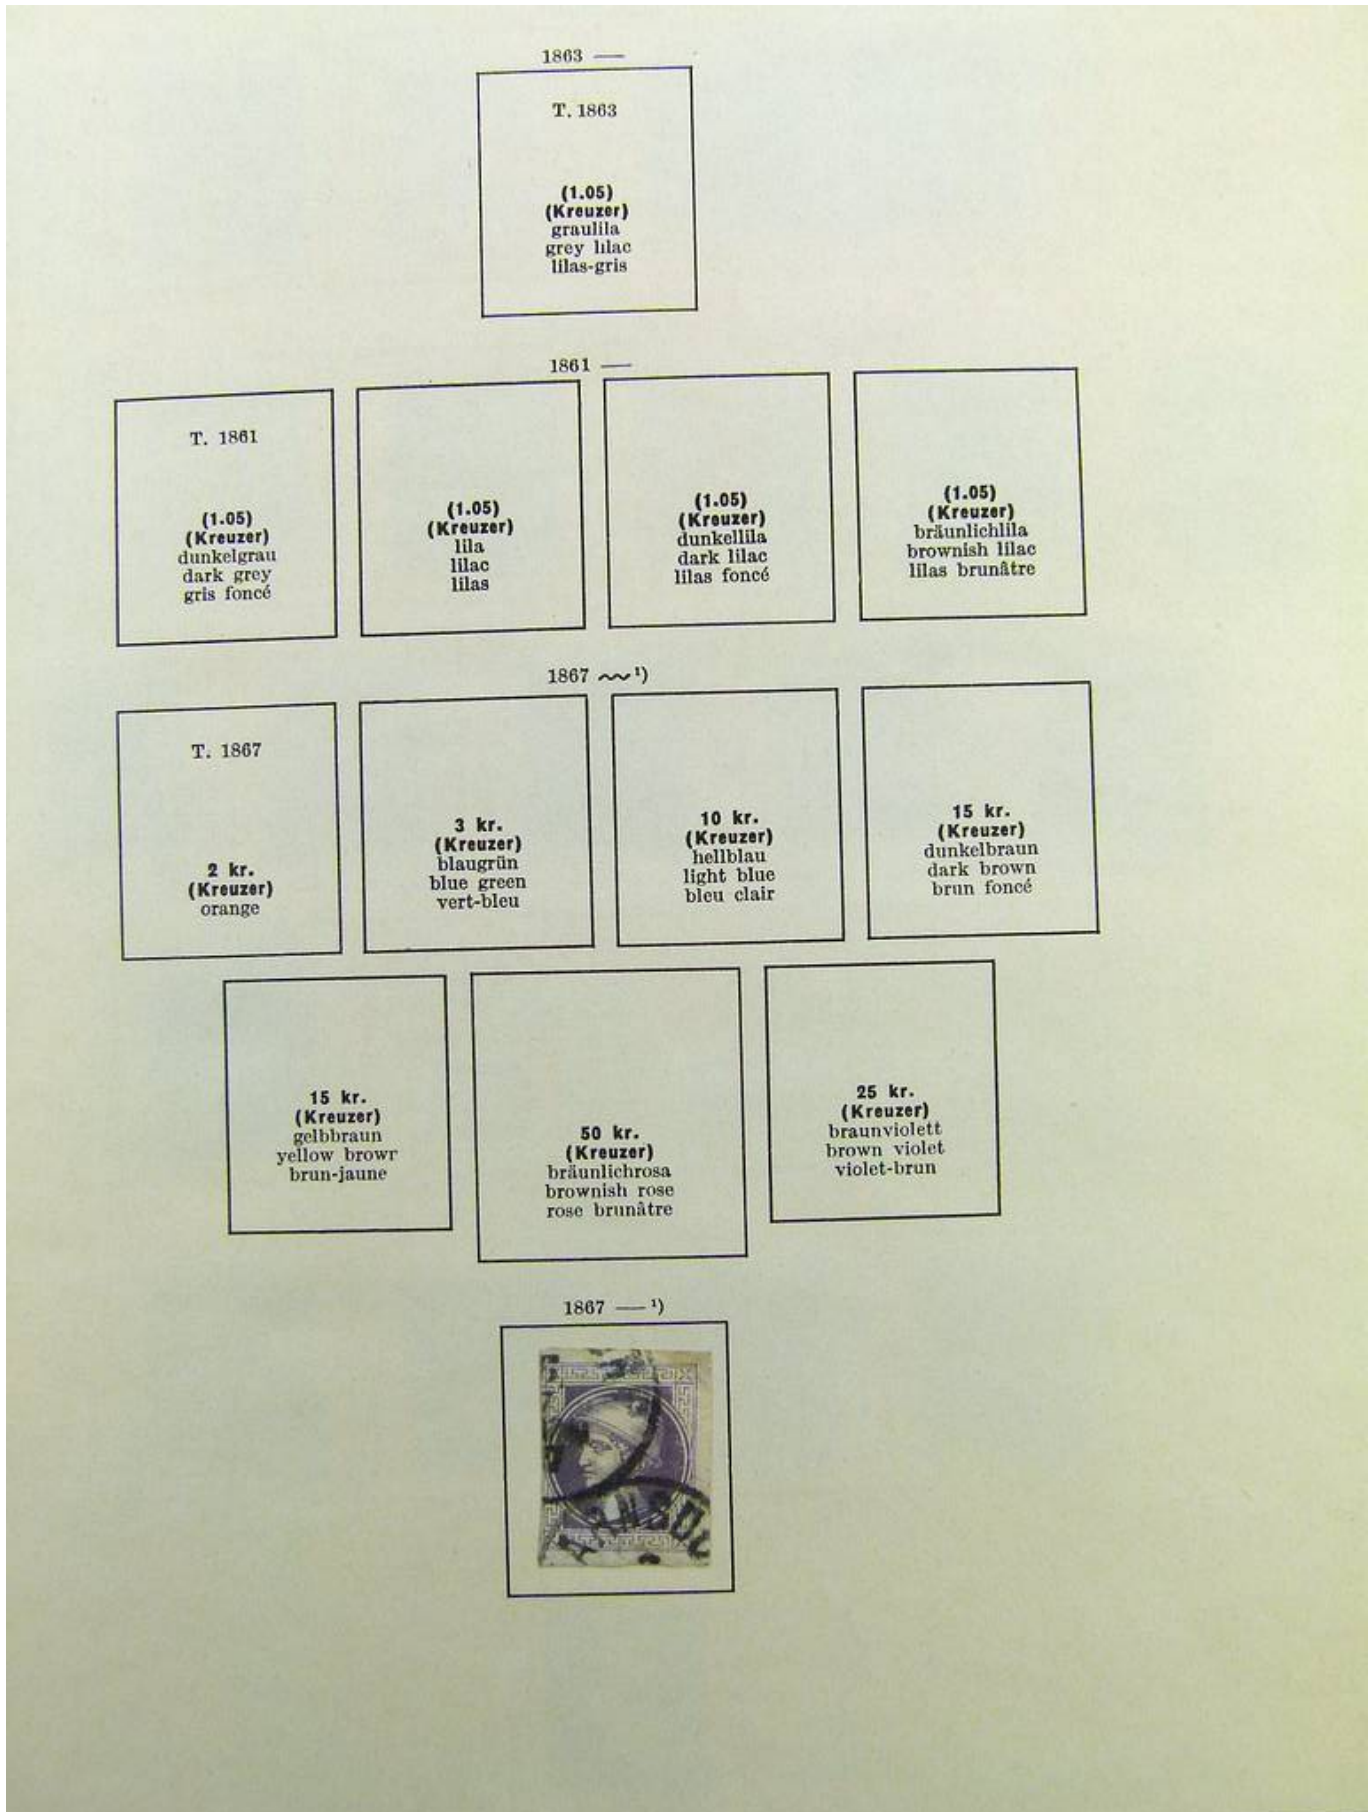 1863 —
T. 1863
(1.05)
(Kreuzer)
graulila
grey lilac
lilas-gris
1861 —
T. 1861
(1.05)
(Kreuzer)
dunkelgrau
dark grey
gris foncé
(1.05)
(Kreuzer)
lila
lilac
lilas
(1.05)
(Kreuzer)
dunkellila
dark lilac
lilas foncé
(1.05)
(Kreuzer)
bräunlichlila
brownish lilac
lilas brunâtre
1867 ~~ ¹)
T. 1867
2 kr.
(Kreuzer)
orange
3 kr.
(Kreuzer)
blaugrün
blue green
vert-bleu
10 kr.
(Kreuzer)
hellblau
light blue
bleu clair
15 kr.
(Kreuzer)
dunkelbraun
dark brown
brun foncé
15 kr.
(Kreuzer)
gelbbraun
yellow browr
brun-jaune
50 kr.
(Kreuzer)
bräunlichrosa
brownish rose
rose brunâtre
25 kr.
(Kreuzer)
braunviolett
brown violet
violet-brun
1867 — ¹)